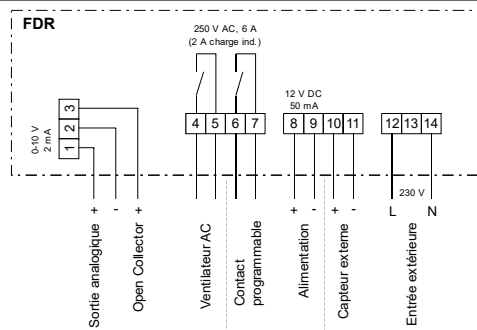 FDR
250 V AC, 6 A
(2 A charge ind.)
12 V DC
50 mA
0-10 V
2 mA
3
2
1
4 5 6 7
8 9 10 11
12 13 14
230 V
+ - +
+ - + -
L N
Sortie analogique
Open Collector
Ventilateur AC
Contact
programmable
Alimentation
Capteur externe
Entrée extérieure